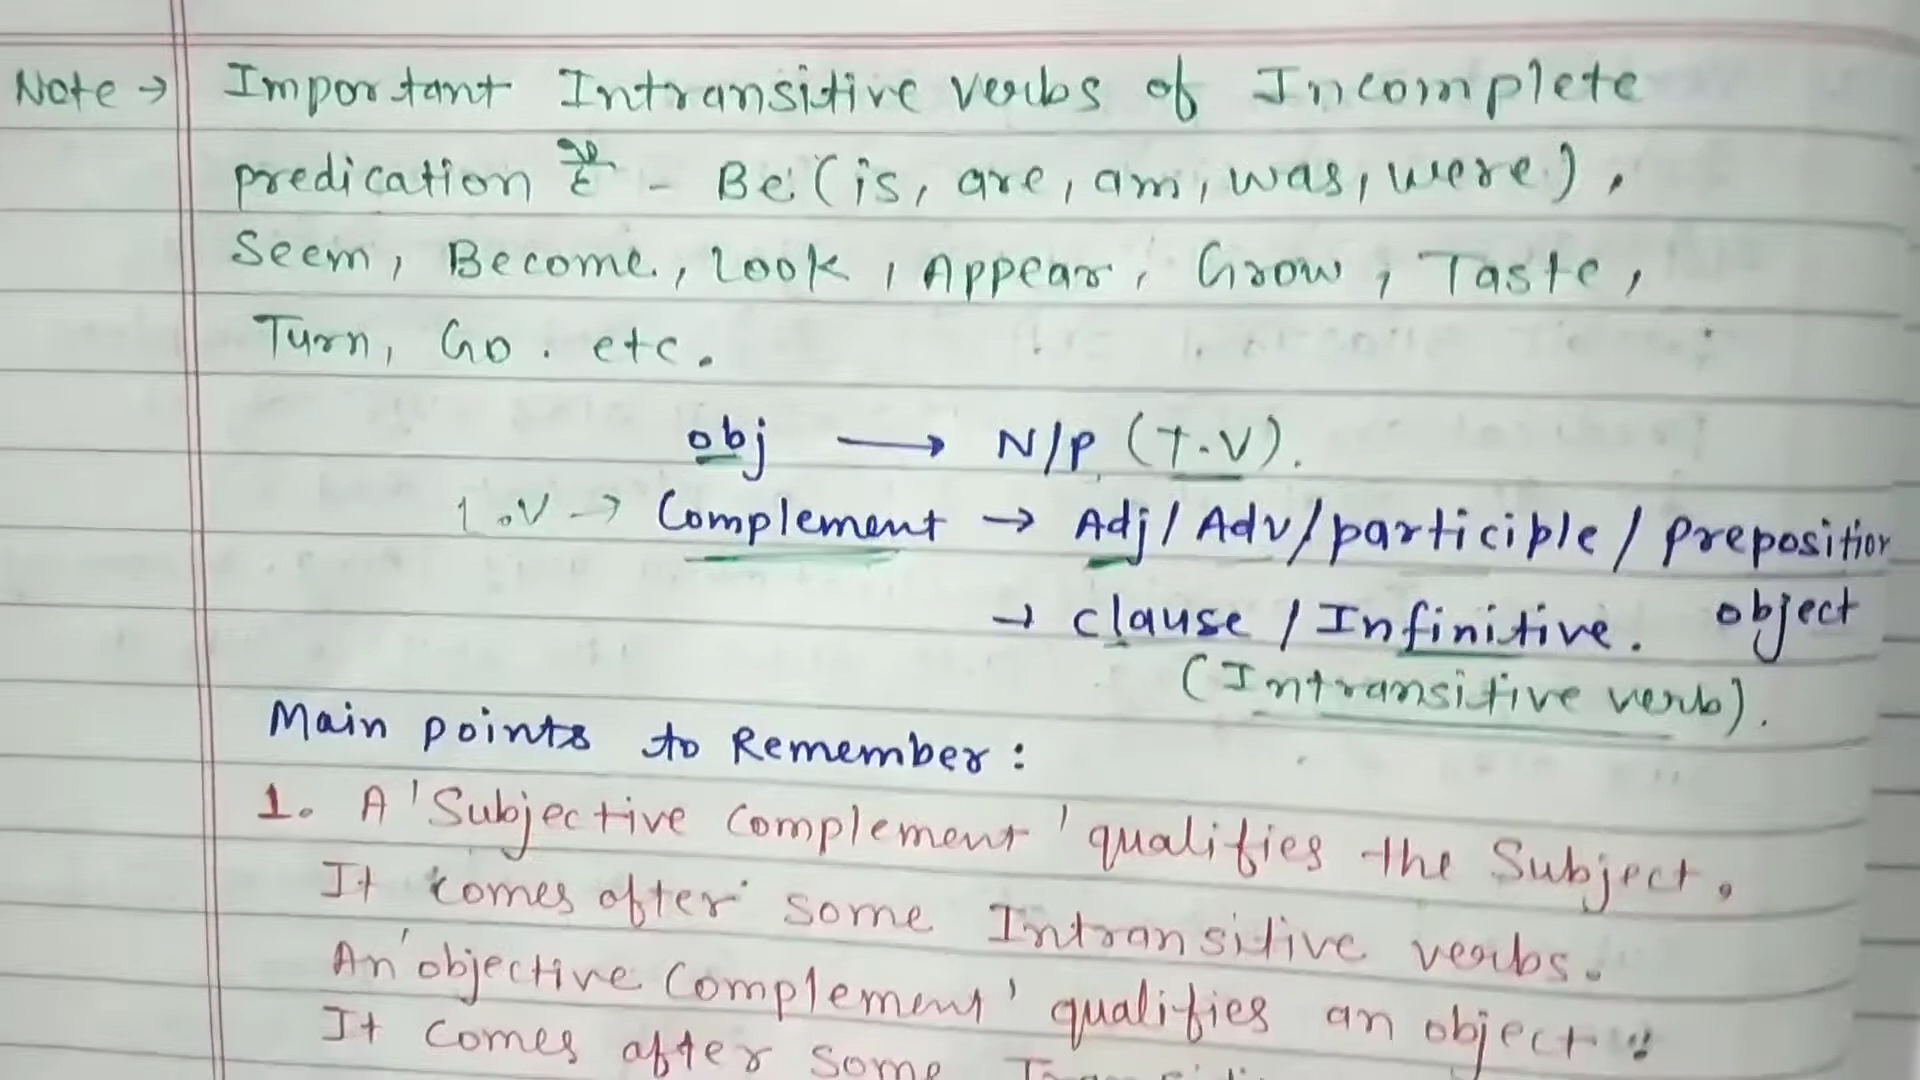 Note → Important Intransitive verbs of Incomplete
predication - Be (is, are, am, was, were),
Seem, Become, Look, Appear, Grow, Taste,
Turn, Go. etc.
obj → N/P (T.V).
I.V → Complement → Adj/Adv/participle/preposition
→ clause / Infinitive. object
(Intransitive verb).
Main points to Remember:
1. A 'Subjective Complement' qualifies the Subject.
It comes after some Intransitive verbs.
An 'objective Complement' qualifies an object.
It comes after some